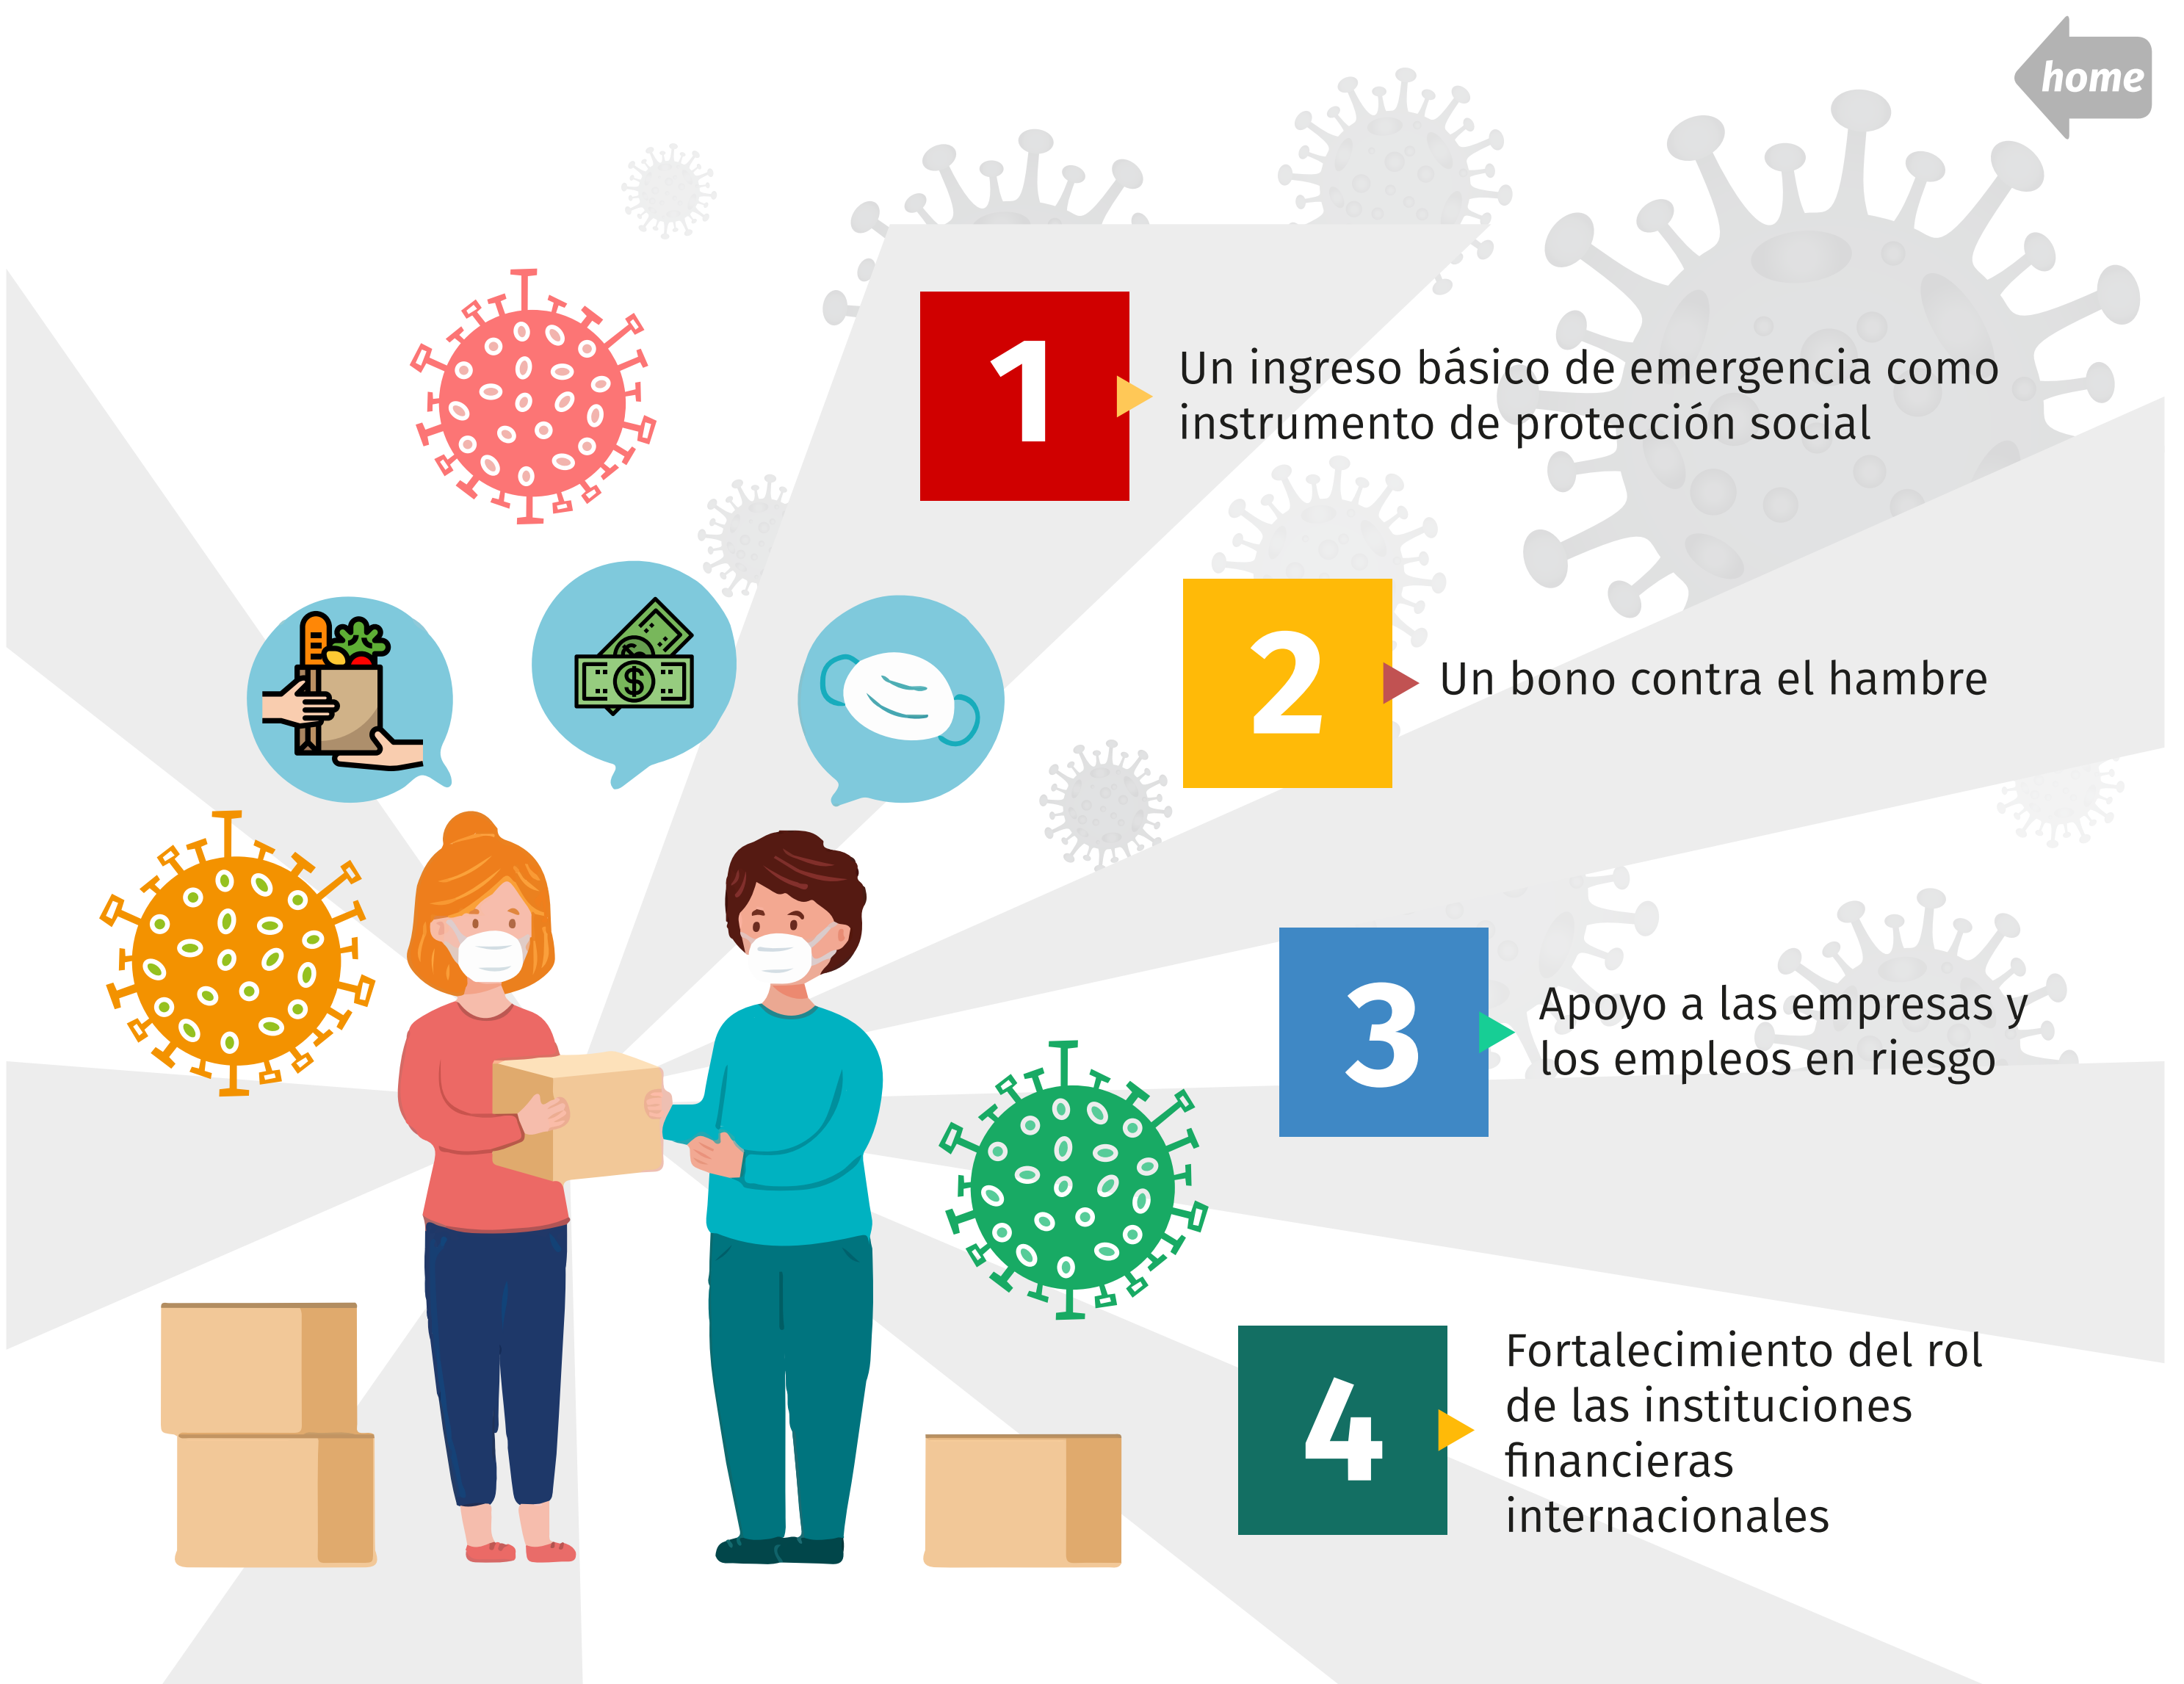 home
1
Un ingreso básico de emergencia como
instrumento de protección social
2
Un bono contra el hambre
3
Apoyo a las empresas y
los empleos en riesgo
4
Fortalecimiento del rol
de las instituciones
financieras
internacionales
$